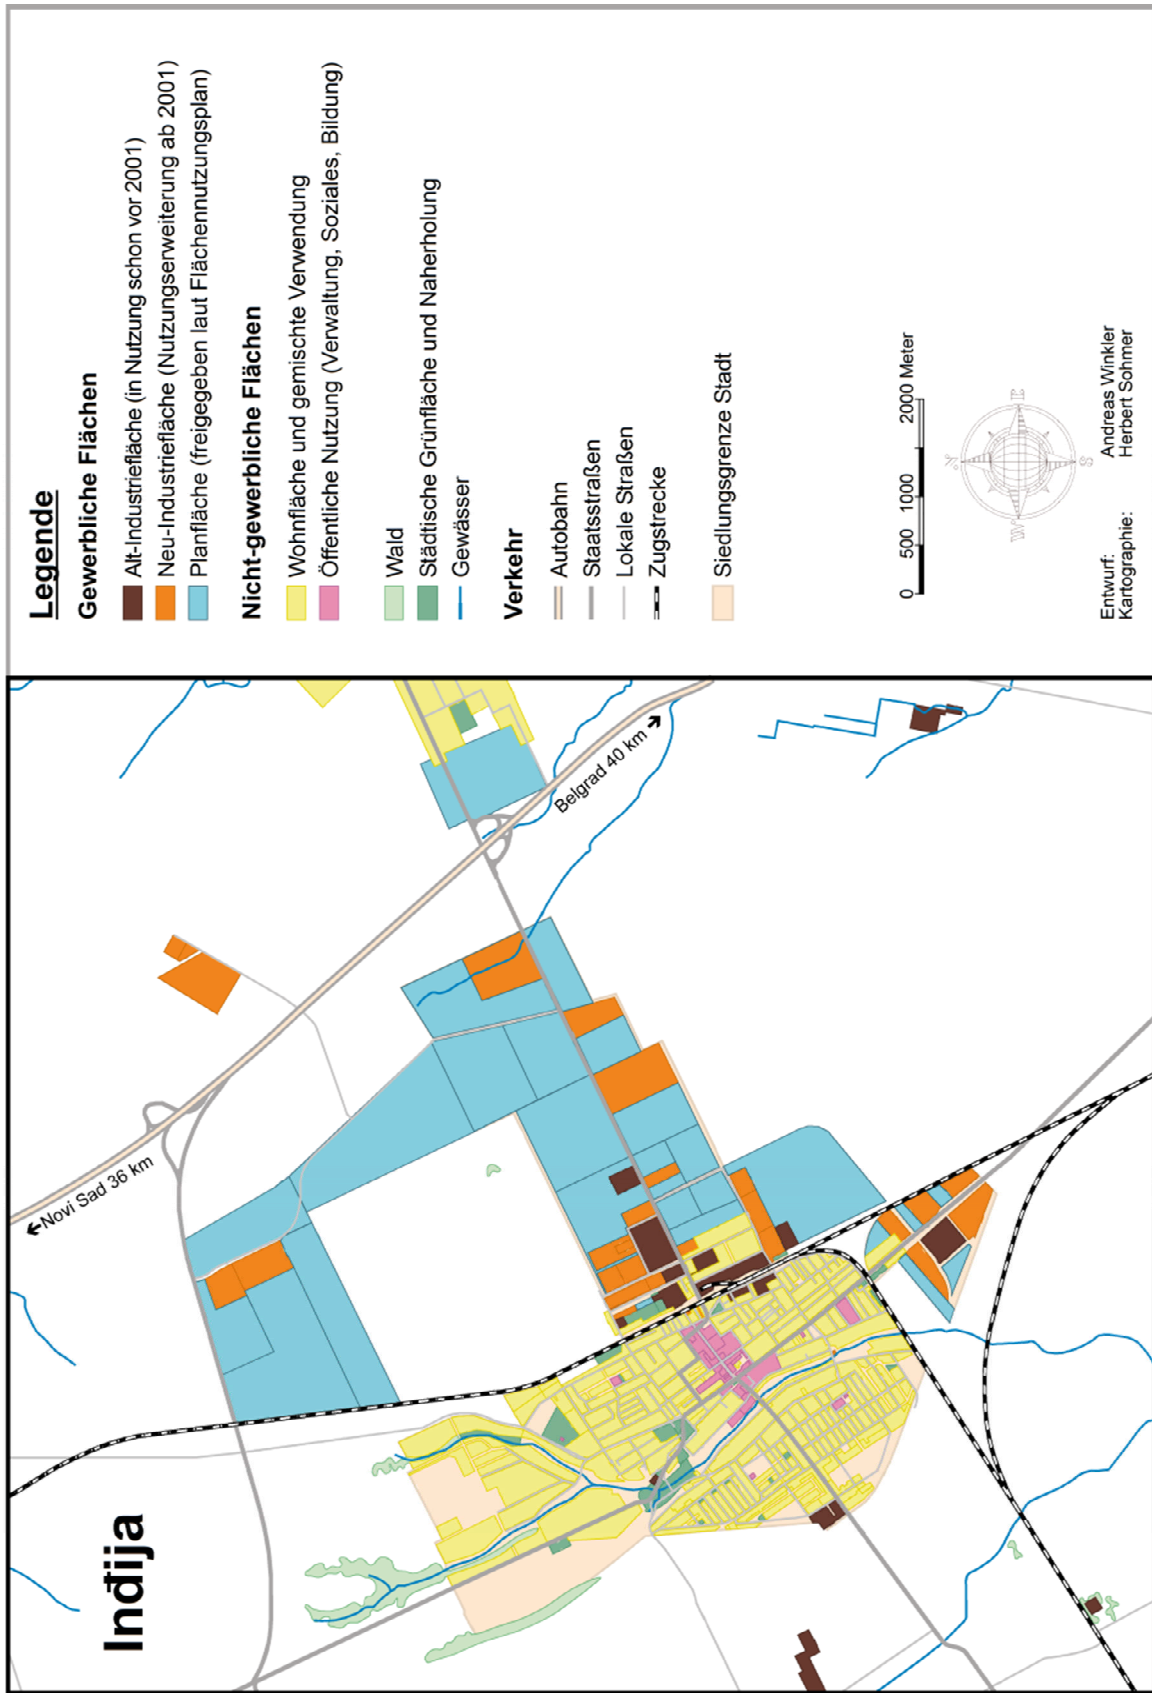 Inđija
←Novi Sad 36 km
Belgrad 40 km→
Legende
Gewerbliche Flächen
Alt-Industriefläche (in Nutzung schon vor 2001)
Neu-Industriefläche (Nutzungserweiterung ab 2001)
Planfläche (freigegeben laut Flächennutzungsplan)
Nicht-gewerbliche Flächen
Wohnfläche und gemischte Verwendung
Öffentliche Nutzung (Verwaltung, Soziales, Bildung)
Wald
Städtische Grünfläche und Naherholung
Gewässer
Verkehr
Autobahn
Staatsstraßen
Lokale Straßen
Zugstrecke
Siedlungsgrenze Stadt
0 500 1000 2000 Meter
N
W E
S
Entwurf: Andreas Winkler
Kartographie: Herbert Sohmer